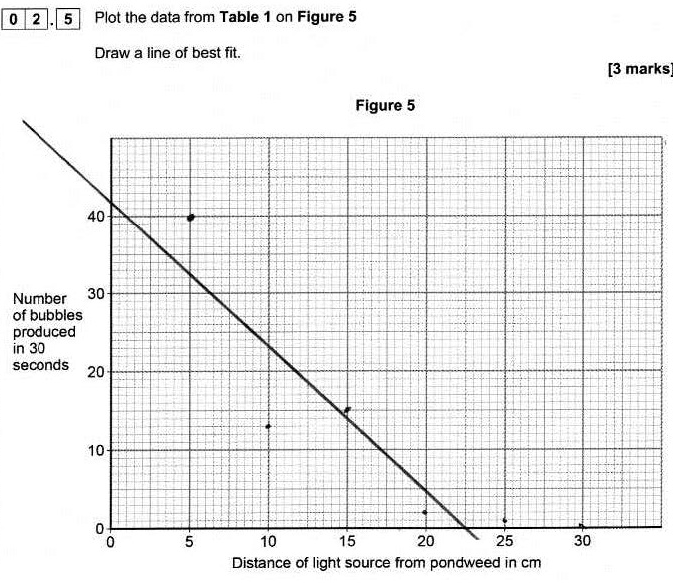 0 2 . 5 Plot the data from Table 1 on Figure 5
Draw a line of best fit.
[3 marks]
Figure 5
40
30
20
10
0
Number
of bubbles
produced
in 30
seconds
0 5 10 15 20 25 30
Distance of light source from pondweed in cm